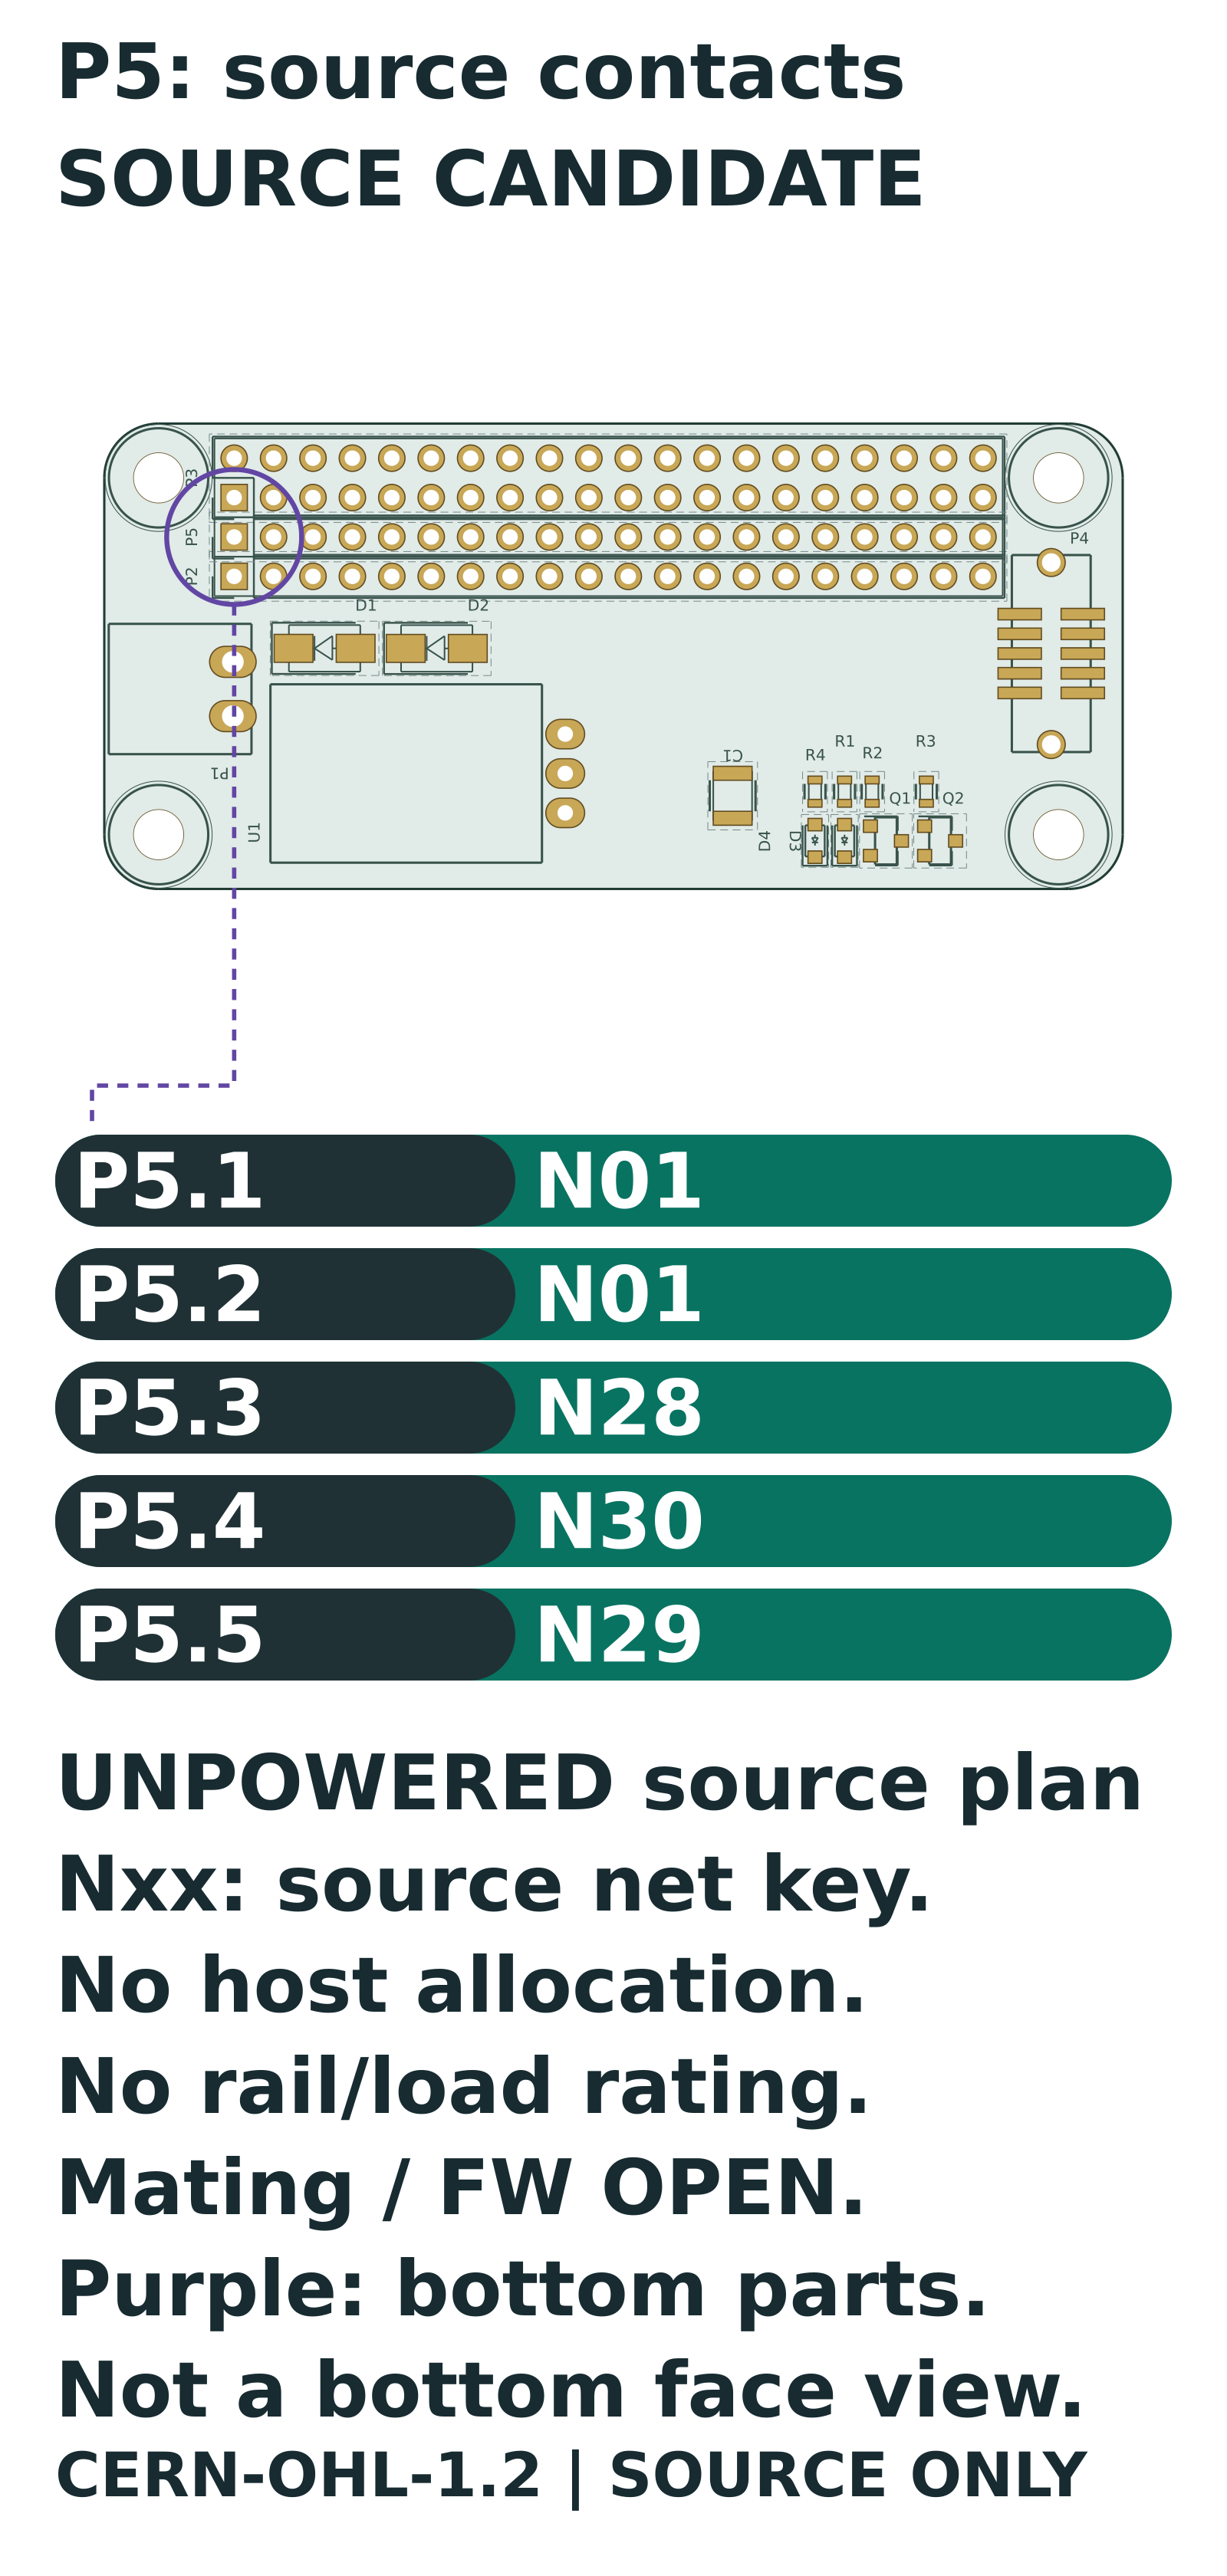 P5: source contacts
SOURCE CANDIDATE
P3
P5
P2
P4
D1 D2
P1
U1
C1
R4 R1 R2 R3
Q1 Q2
D4 D3
P5.1 N01
P5.2 N01
P5.3 N28
P5.4 N30
P5.5 N29
UNPOWERED source plan
Nxx: source net key.
No host allocation.
No rail/load rating.
Mating / FW OPEN.
Purple: bottom parts.
Not a bottom face view.
CERN-OHL-1.2 | SOURCE ONLY